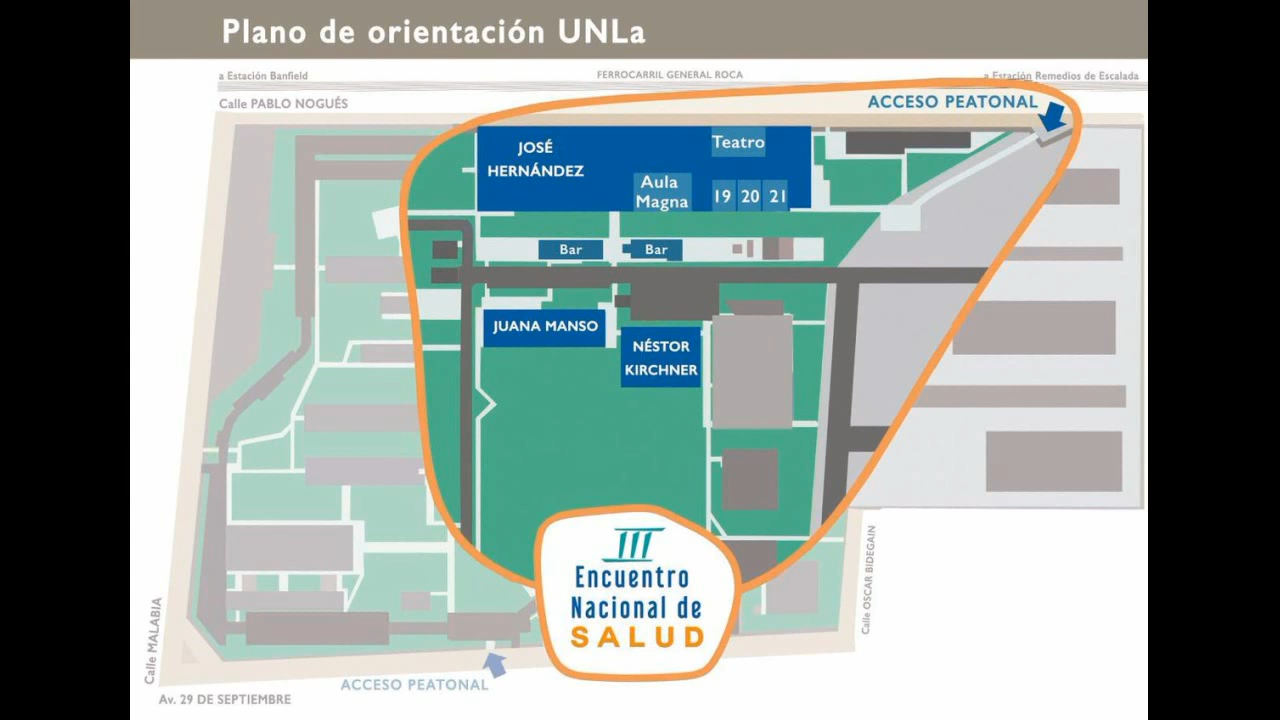 Plano de orientación UNLa
a Estación Banfield
FERROCARRIL GENERAL ROCA
a Estación Remedios de Escalada
Calle PABLO NOGUÉS
ACCESO PEATONAL
JOSÉ
HERNÁNDEZ
Teatro
Aula
Magna
19 20 21
Bar
Bar
JUANA MANSO
NÉSTOR
KIRCHNER
III
Encuentro
Nacional de
SALUD
Calle OSCAR BIDEGAIN
Calle MALABIA
ACCESO PEATONAL
Av. 29 DE SEPTIEMBRE